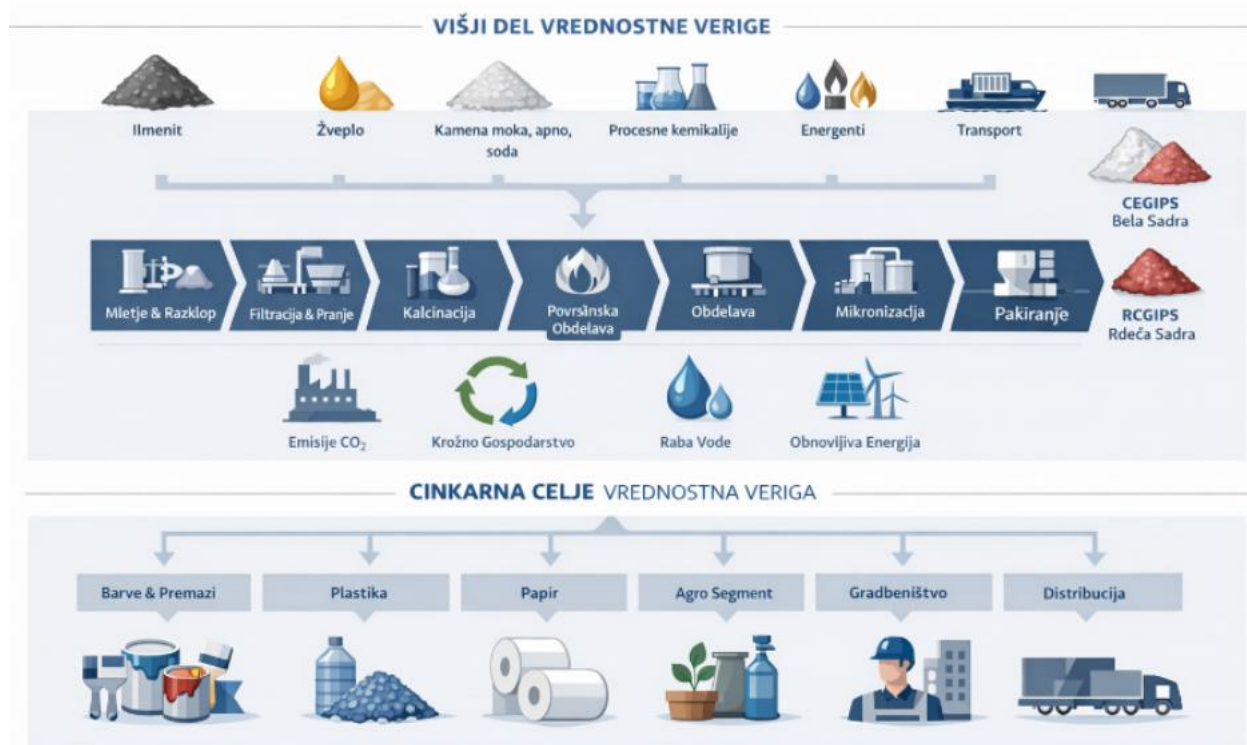 VIŠJI DEL VREDNOSTNE VERIGE
Ilmenit
Žveplo
Kamena moka, apno,
soda
Procesne kemikalije
Energenti
Transport
CEGIPS
Bela Sadra
Mletje & Razklop
Filtracija & Pranje
Kalcinacija
Površinska
Obdelava
Obdelava
Mikronizacija
Pakiranje
RCGIPS
Rdeča Sadra
Emisije CO₂
Krožno Gospodarstvo
Raba Vode
Obnovljiva Energija
CINKARNA CELJE VREDNOSTNA VERIGA
Barve & Premazi
Plastika
Papir
Agro Segment
Gradbeništvo
Distribucija